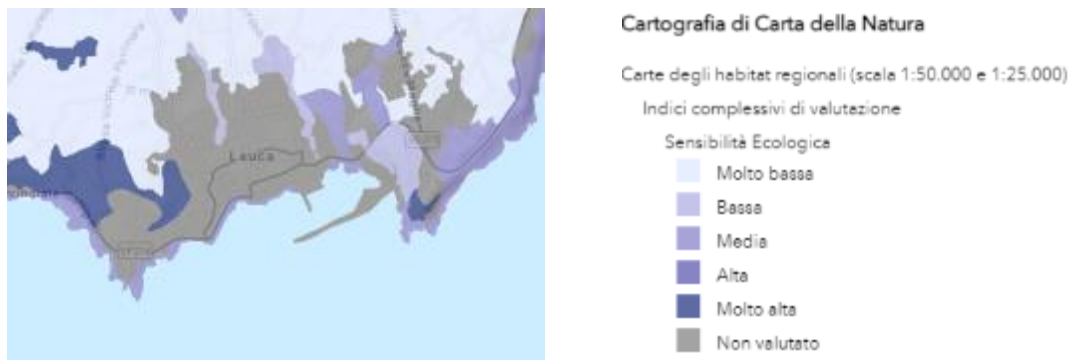 Lauca
Cartografia di Carta della Natura
Carte degli habitat regionali (scala 1:50.000 e 1:25.000)
Indici complessivi di valutazione
Sensibilità Ecologica
Molto bassa
Bassa
Media
Alta
Molto alta
Non valutato